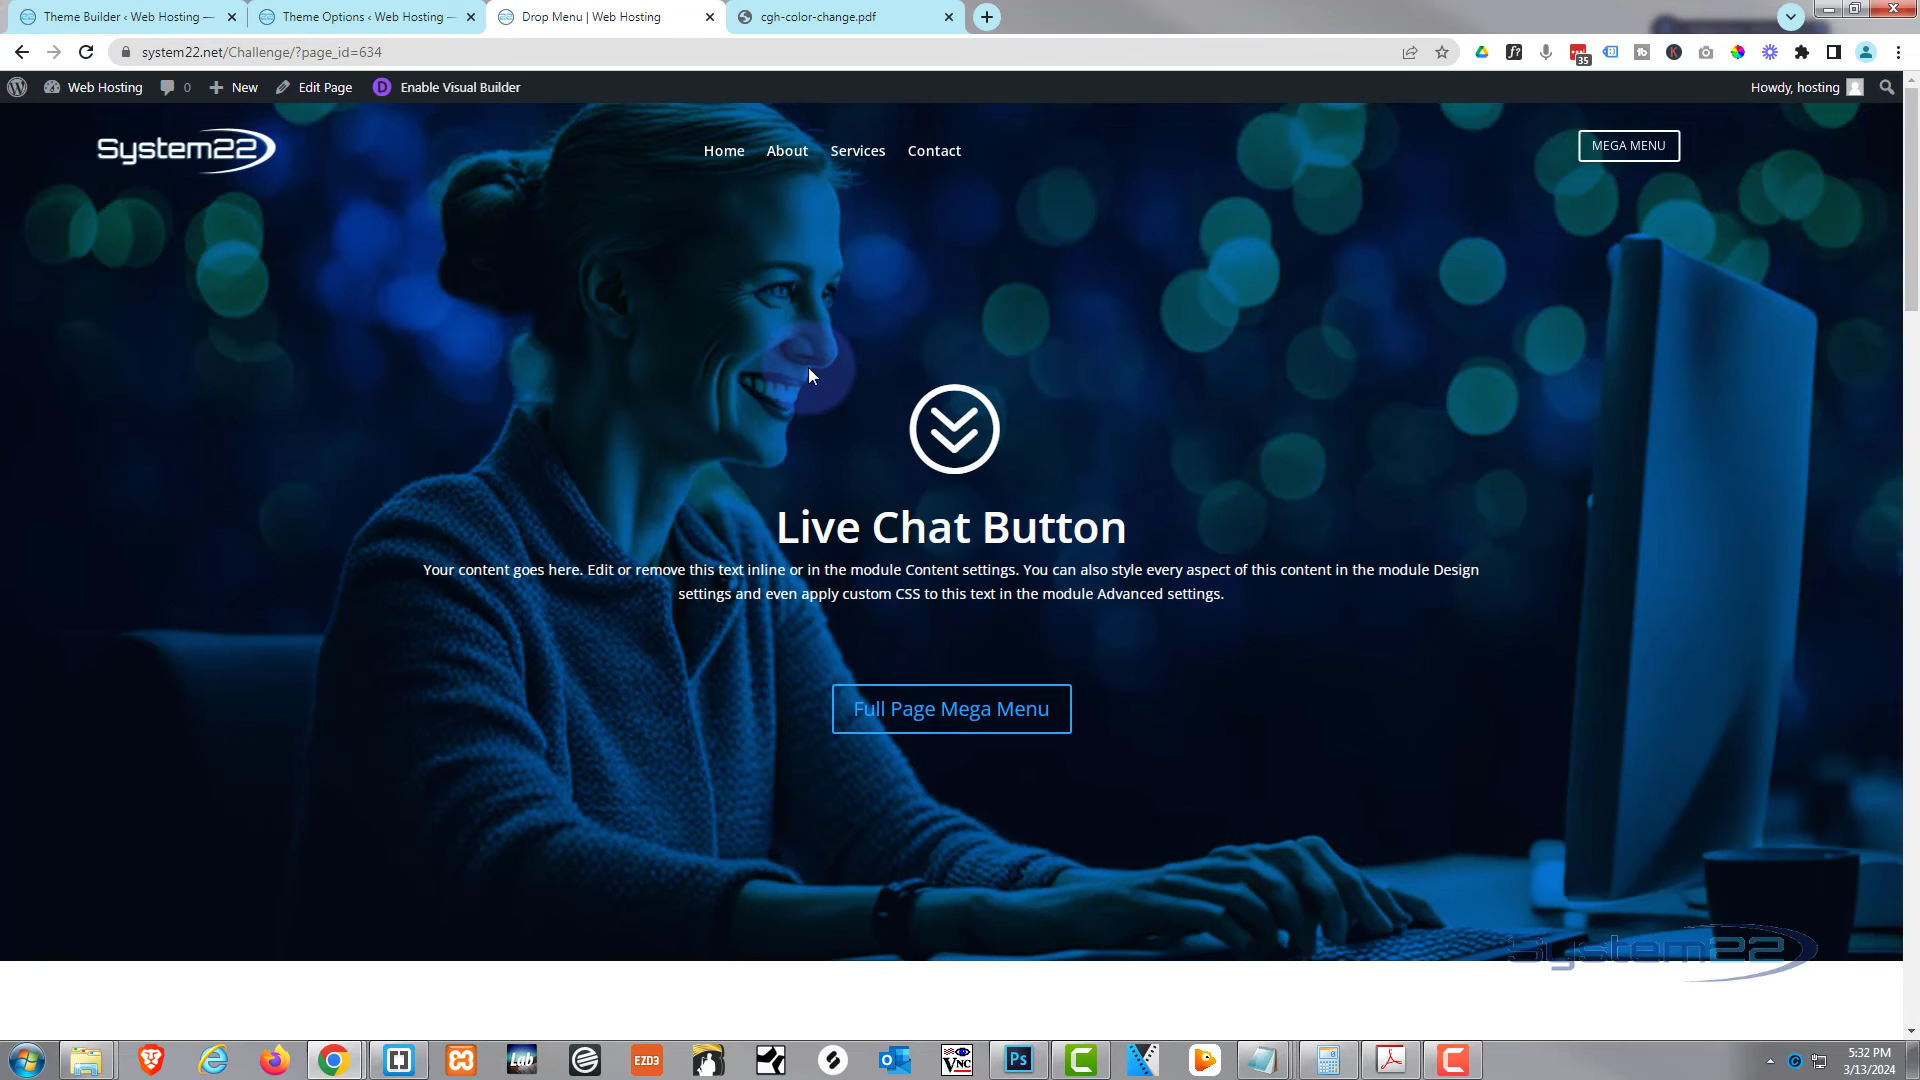 Theme Builder ‹ Web Hosting —
Theme Options ‹ Web Hosting —
Drop Menu | Web Hosting
cgh-color-change.pdf
system22.net/Challenge/?page_id=634
35
Web Hosting
0
New
Edit Page
D
Enable Visual Builder
Howdy, hosting
System22
Home
About
Services
Contact
MEGA MENU
Live Chat Button
Your content goes here. Edit or remove this text inline or in the module Content settings. You can also style every aspect of this content in the module Design
settings and even apply custom CSS to this text in the module Advanced settings.
Full Page Mega Menu
System22
Lab
EZD3
VNC
Ps
5:32 PM
3/13/2024